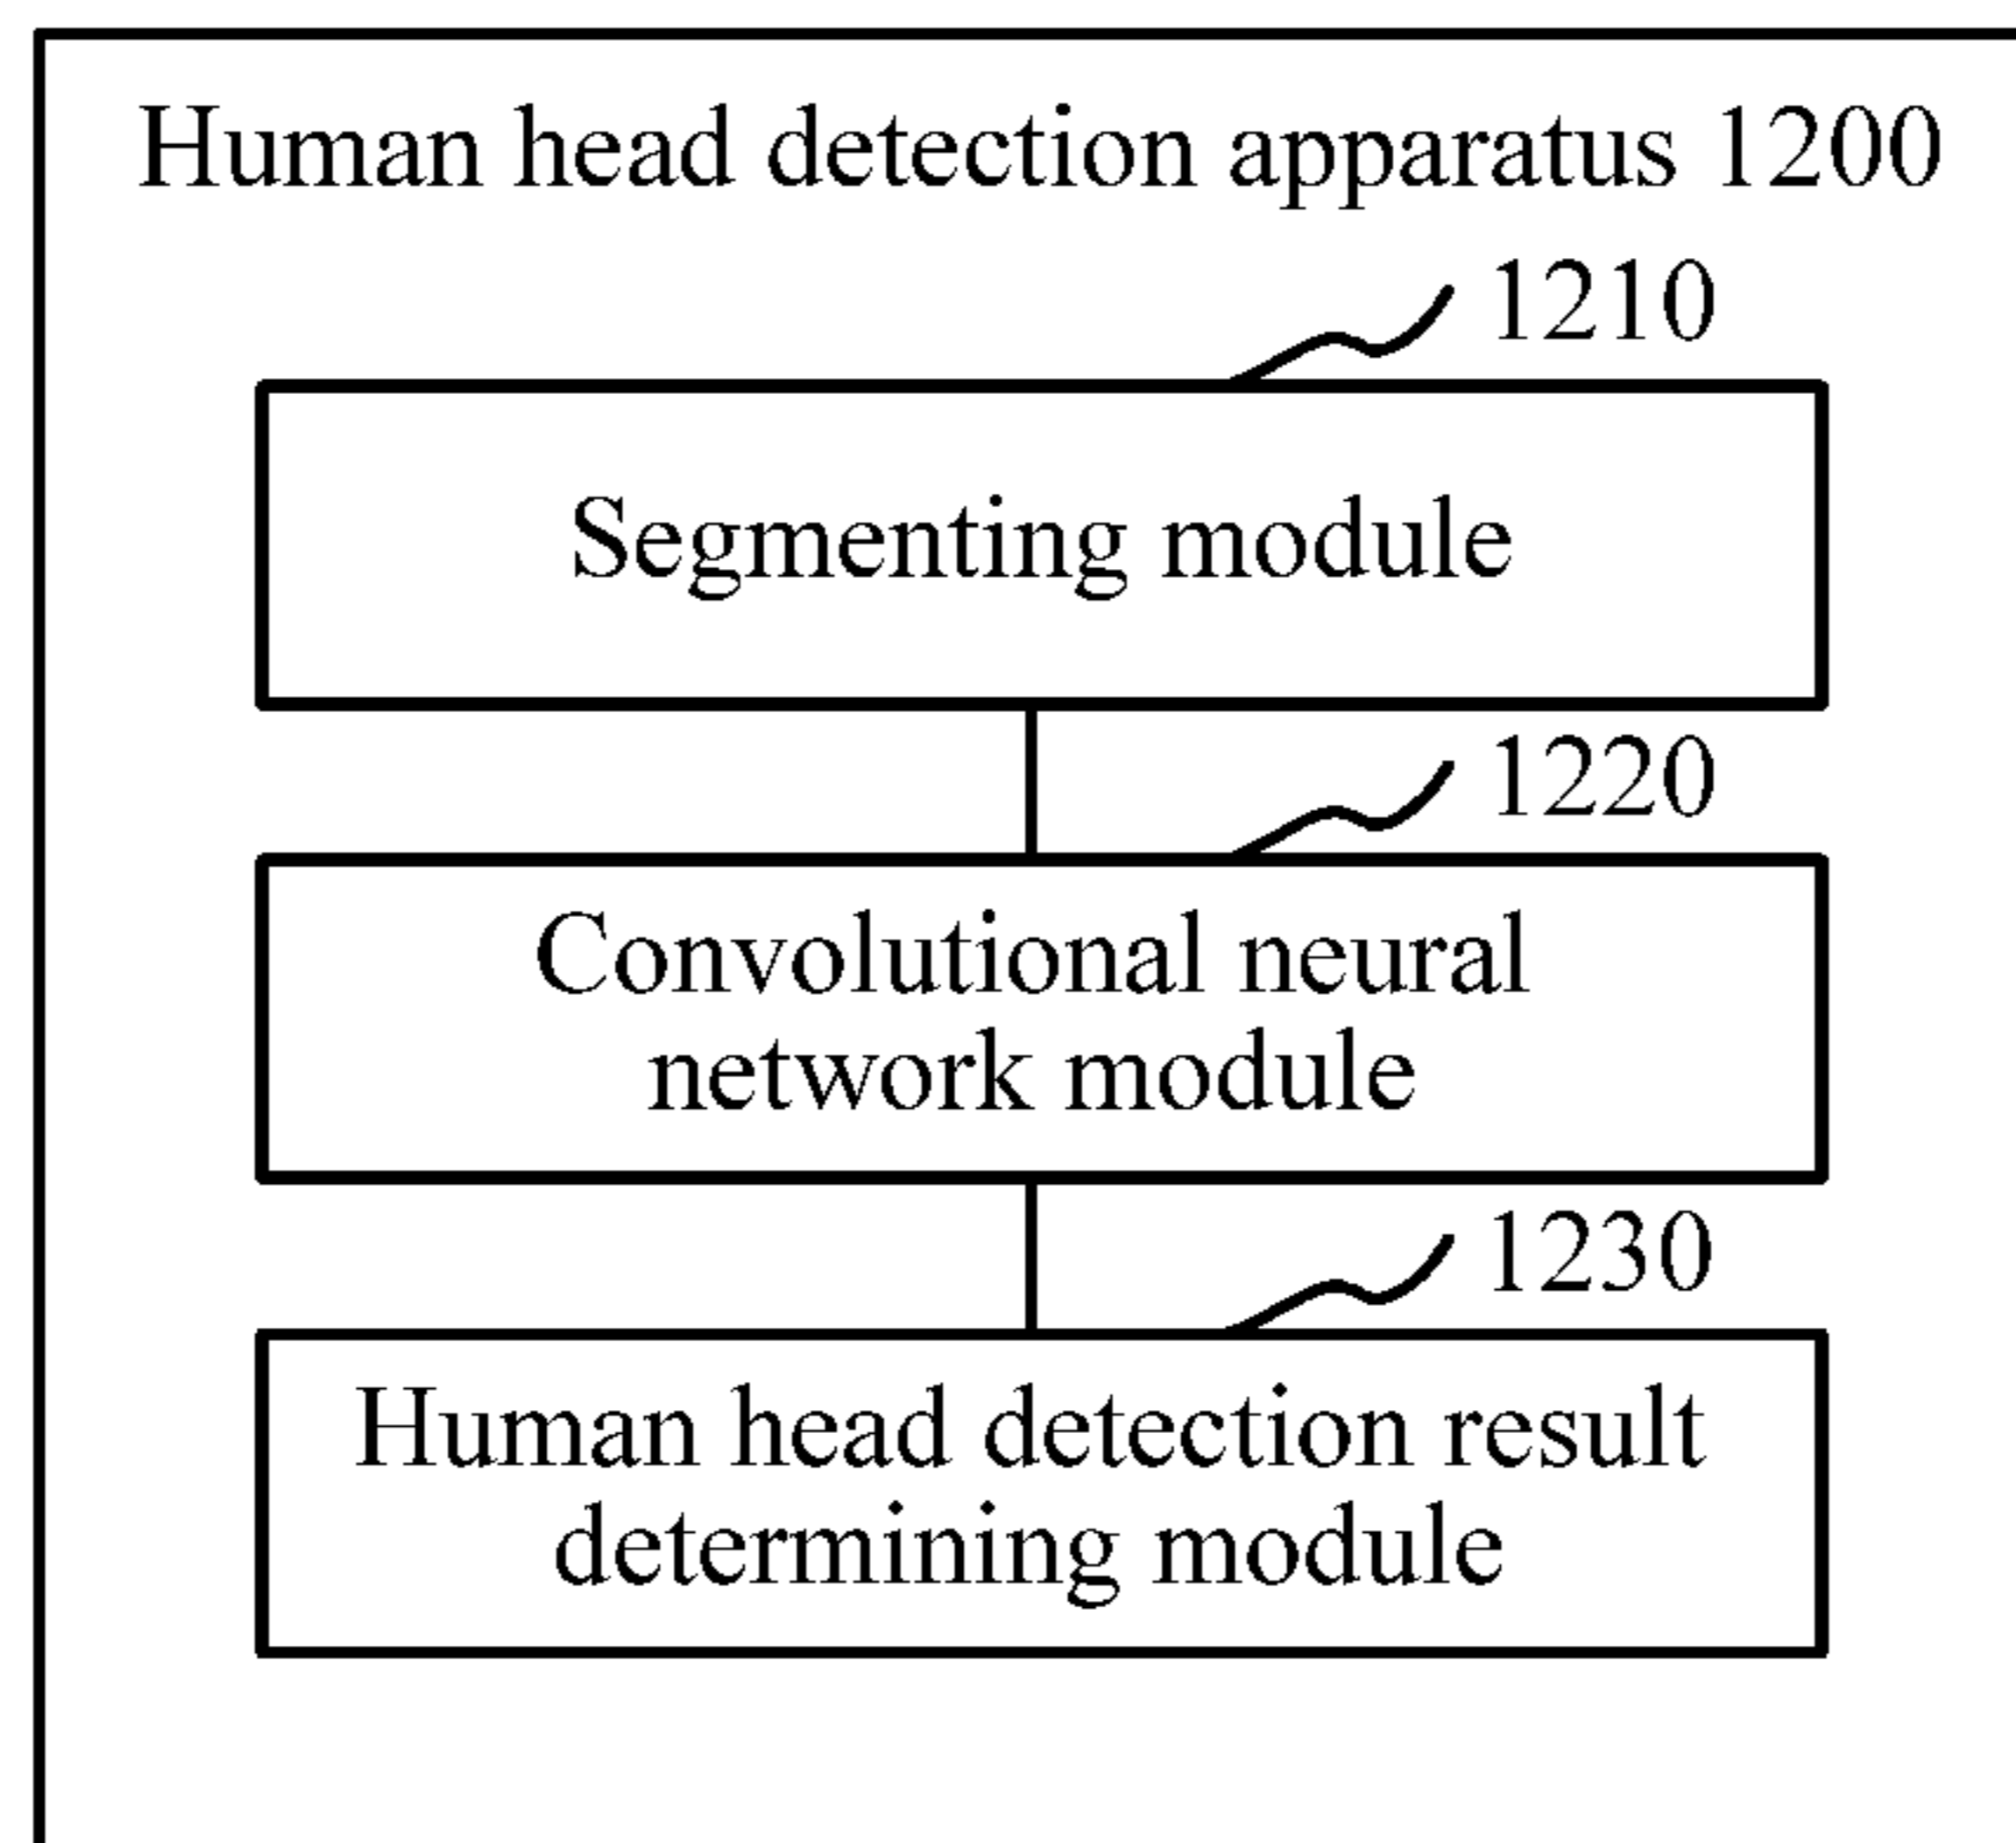 Human head detection apparatus 1200
1210
Segmenting module
1220
Convolutional neural
network module
1230
Human head detection result
determining module